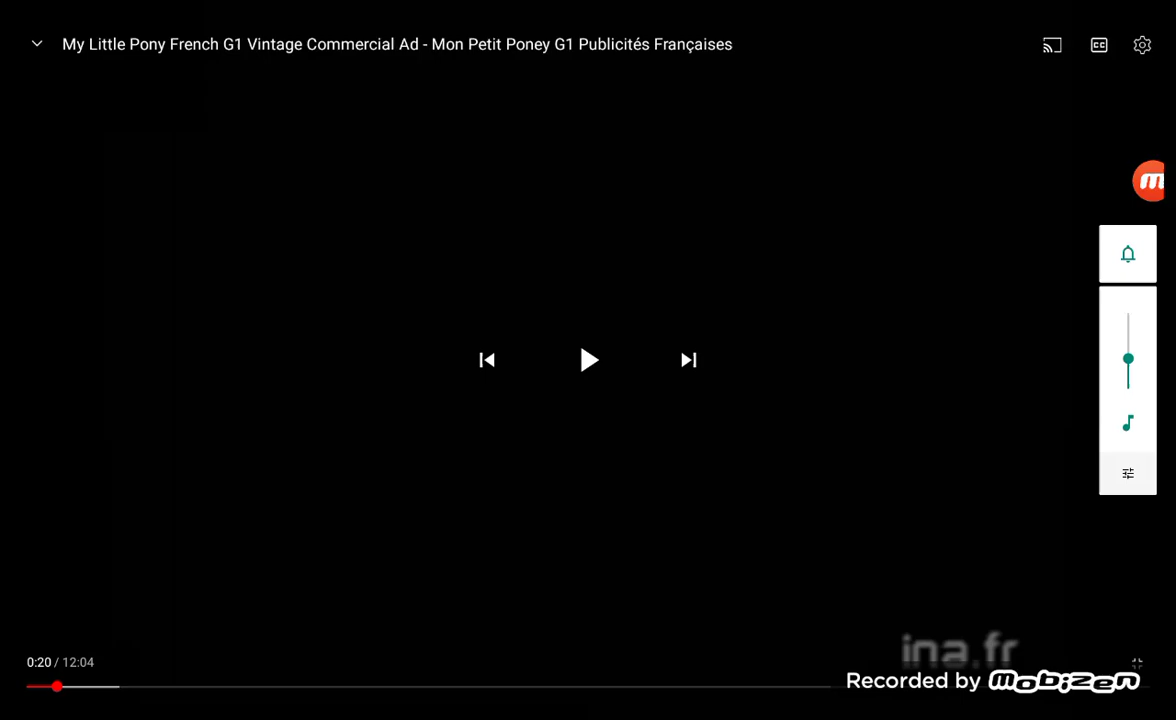 My Little Pony French G1 Vintage Commercial Ad - Mon Petit Poney G1 Publicités Françaises
CC
m
0:20 / 12:04
ina.fr
Recorded by mobizen